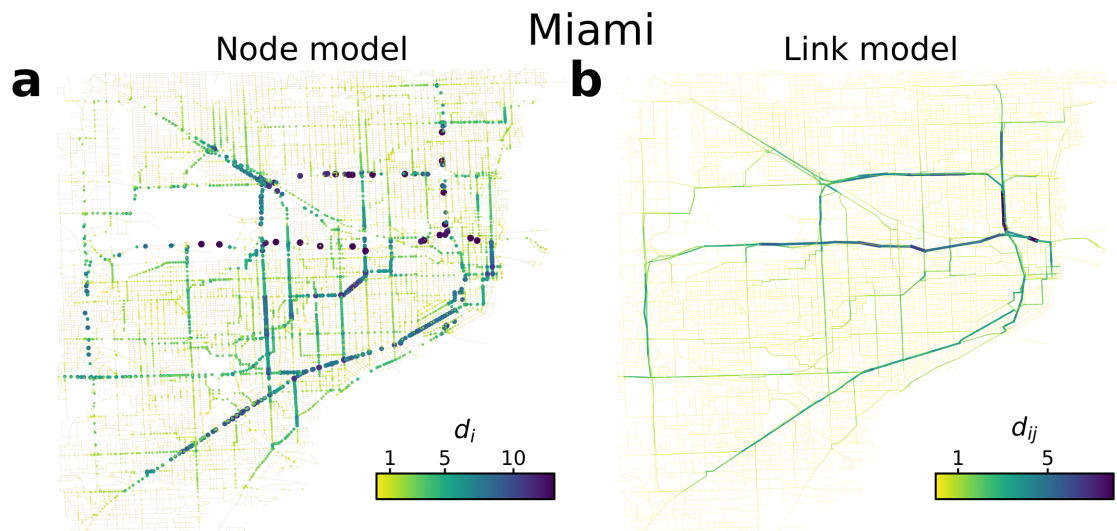 Miami
Node model
Link model
a
b
d_i
1 5 10
d_ij
1 5